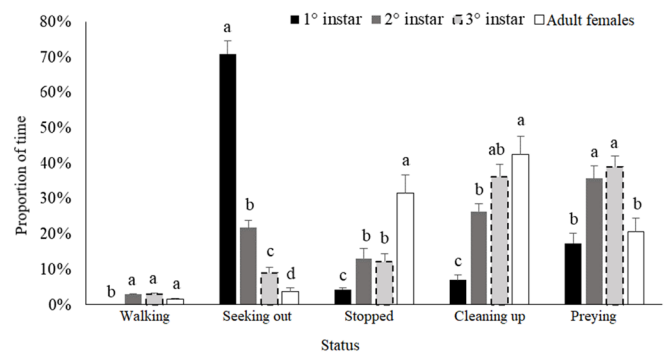 1° instar 2° instar 3° instar Adult females
80%
70%
60%
50%
40%
30%
20%
10%
0%
Proportion of time
b a a a
a b c d
c b b a
c b ab a
b a a b
Walking Seeking out Stopped Cleaning up Preying
Status